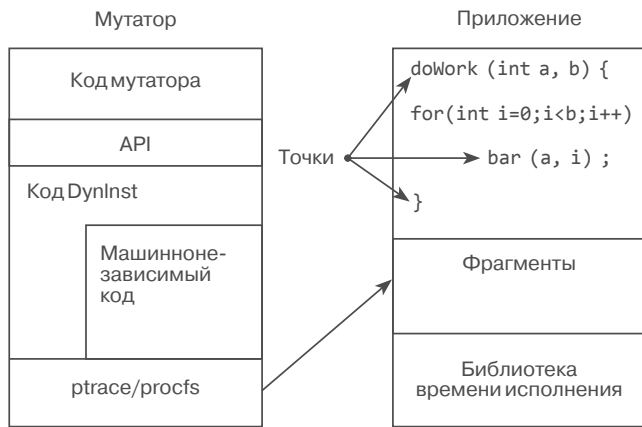 Мутатор
Код мутатора
API
Код DynInst
Машинноне-
зависимый
код
ptrace/procfs
Точки
Приложение
doWork (int a, b) {
for(int i=0;i<b;i++)
bar (a, i) ;
}
Фрагменты
Библиотека
времени исполнения